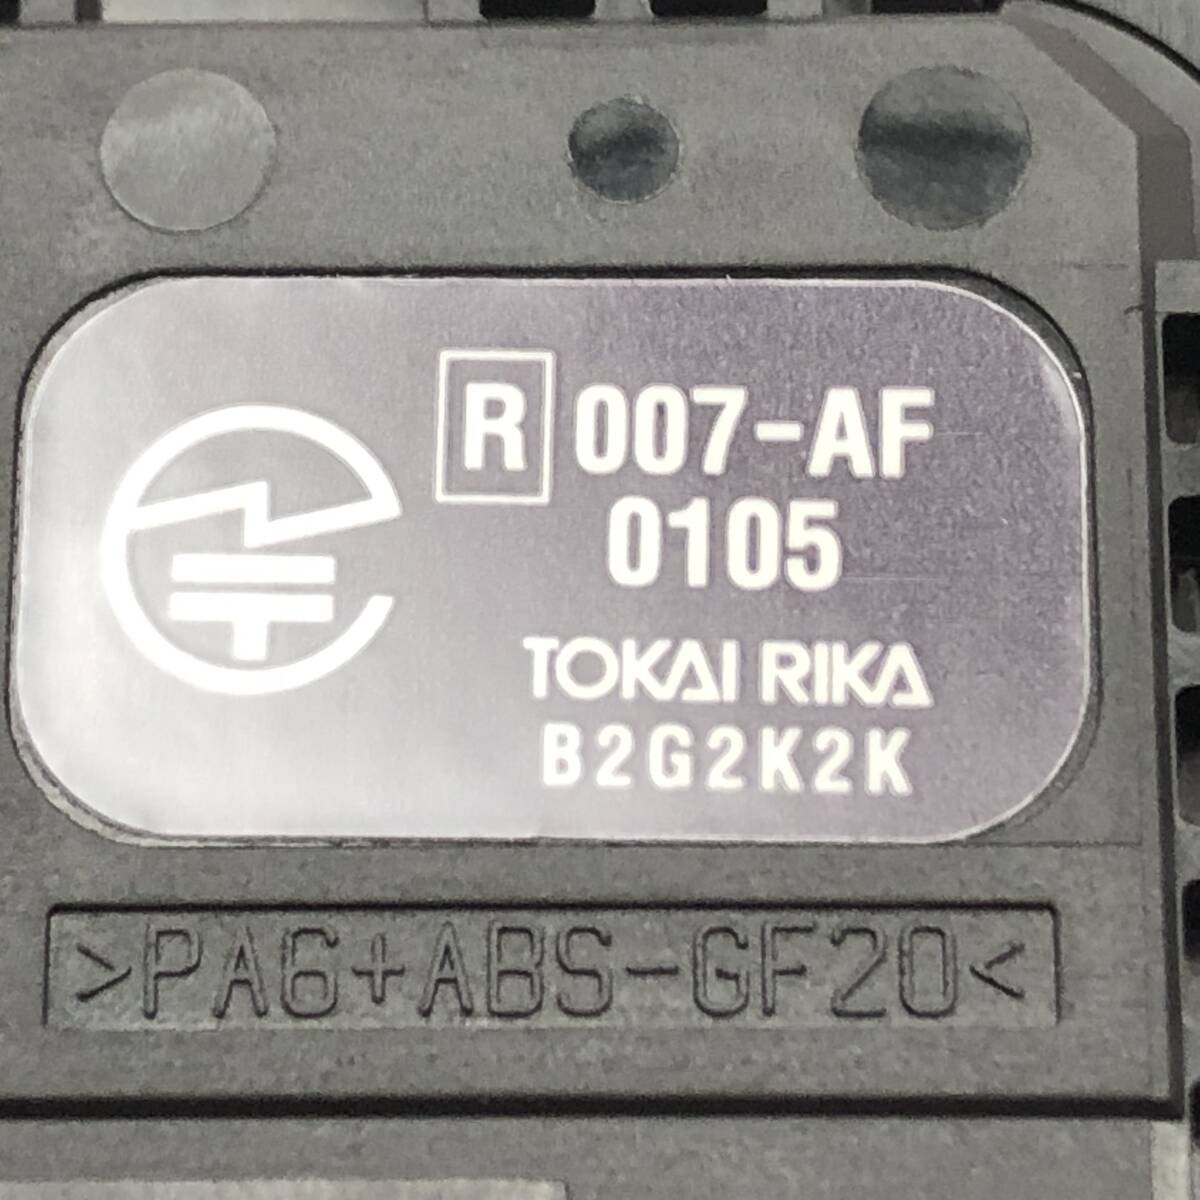 R 007-AF
0105
TOKAI RIKA
B2G2K2K
>PA6+ABS-GF20<